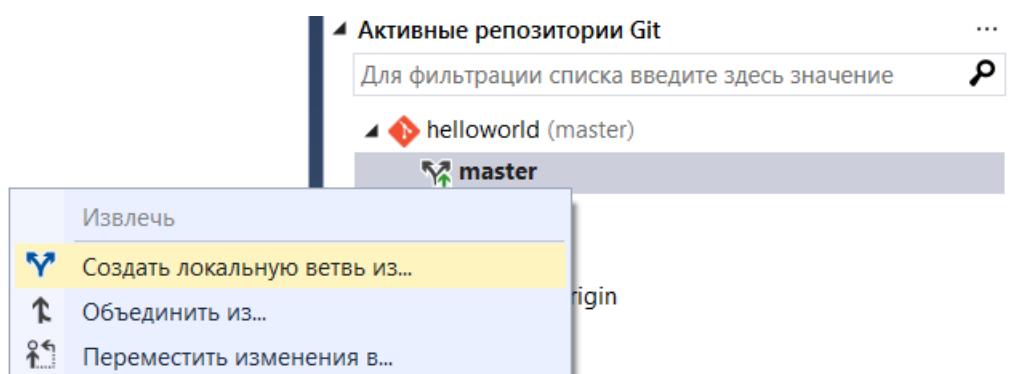 Активные репозитории Git
...
Для фильтрации списка введите здесь значение
helloworld (master)
master
Извлечь
Создать локальную ветвь из...
rigin
Объединить из...
Переместить изменения в...